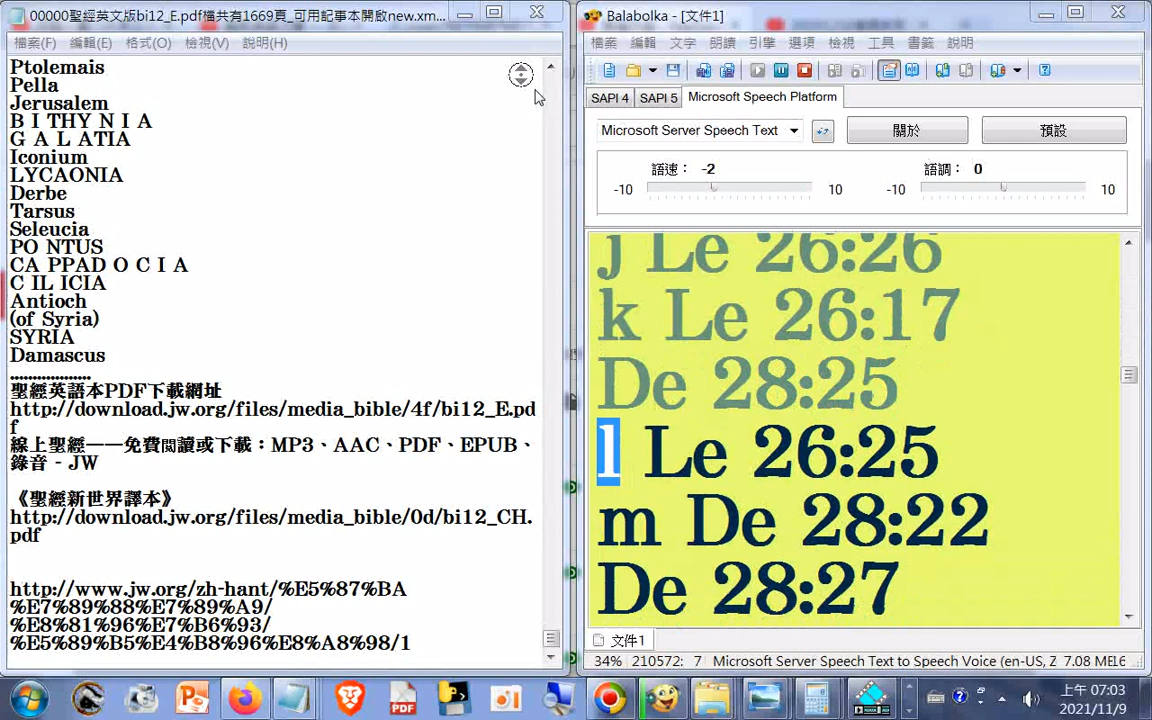 00000聖經英文版bi12_E.pdf檔共有1669頁_可用記事本開啟new.xm...
檔案(F) 編輯(E) 格式(O) 檢視(V) 說明(H)
Ptolemais
Pella
Jerusalem
B I THY N I A
G A L ATIA
Iconium
LYCAONIA
Derbe
Tarsus
Seleucia
PO NTUS
CA PPAD O C I A
C IL ICIA
Antioch
(of Syria)
SYRIA
Damascus
..................
聖經英語本PDF下載網址
http://download.jw.org/files/media_bible/4f/bi12_E.pd
f
線上聖經——免費閱讀或下載：MP3、AAC、PDF、EPUB、
錄音 - JW
《聖經新世界譯本》
http://download.jw.org/files/media_bible/0d/bi12_CH.
pdf
http://www.jw.org/zh-hant/%E5%87%BA
%E7%89%88%E7%89%A9/
%E8%81%96%E7%B6%93/
%E5%89%B5%E4%B8%96%E8%A8%98/1
Balabolka - [文件1]
檔案 編輯 文字 朗讀 引擎 選項 檢視 工具 書籤 說明
SAPI 4 SAPI 5 Microsoft Speech Platform
Microsoft Server Speech Text 關於 預設
語速： -2 語調： 0
-10 10 -10 10
j Le 26:26
k Le 26:17
De 28:25
l Le 26:25
m De 28:22
De 28:27
文件1
34% 210572: 7 Microsoft Server Speech Text to Speech Voice (en-US, Z 7.08 МЕ16
PDF
上午 07:03
2021/11/9